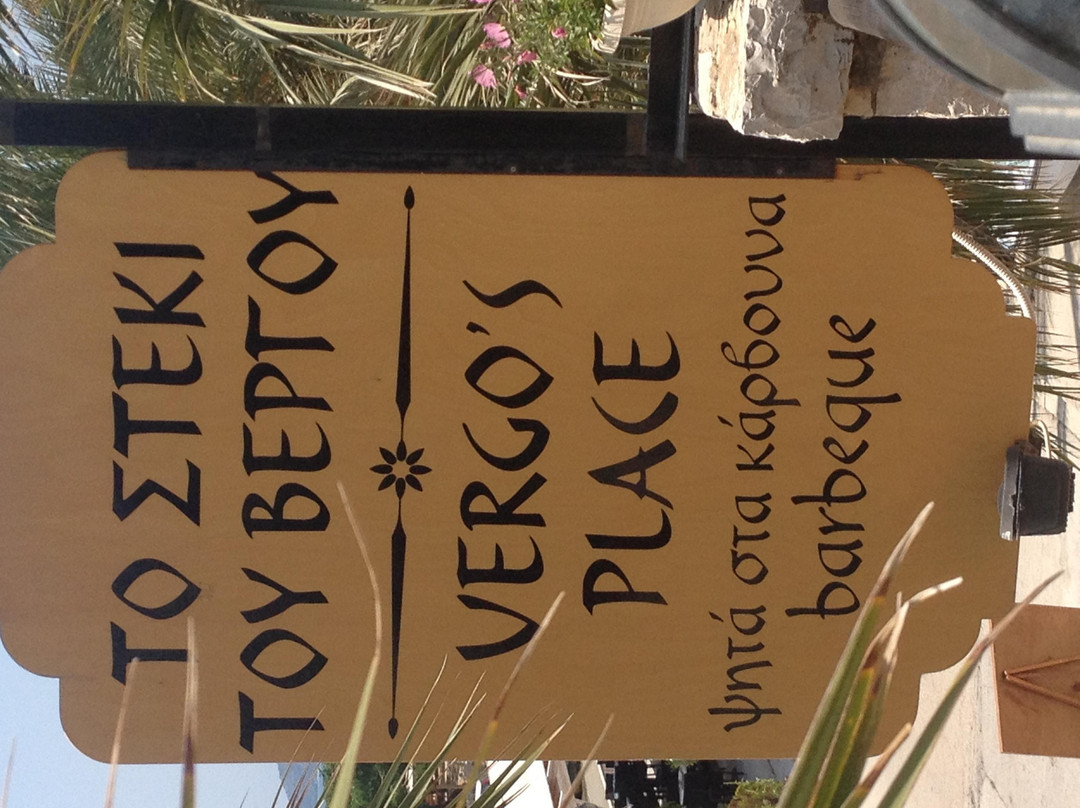 ΤΟ ΣΤΕΚΙ
ΤΟΥ ΒΕΡΓΟΥ
VERGO'S
PLACE
ψητά στα κάρβουνα
barbeque